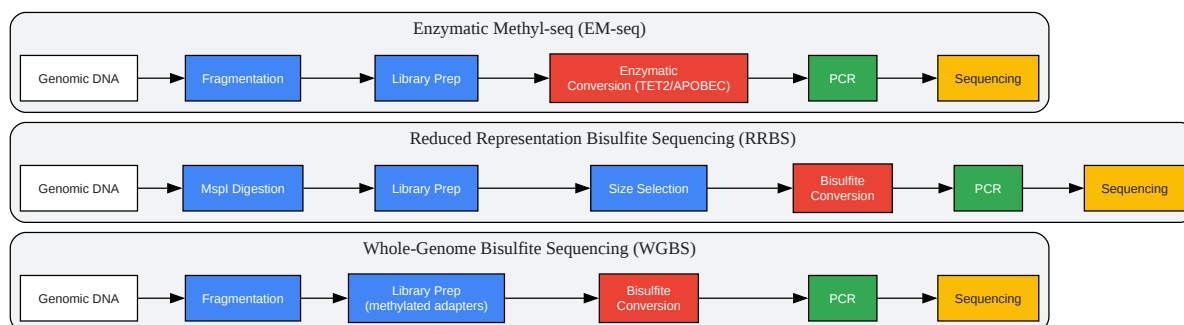 Enzymatic Methyl-seq (EM-seq)
Genomic DNA
Fragmentation
Library Prep
Enzymatic
Conversion (TET2/APOBEC)
PCR
Sequencing
Reduced Representation Bisulfite Sequencing (RRBS)
Genomic DNA
MspI Digestion
Library Prep
Size Selection
Bisulfite
Conversion
PCR
Sequencing
Whole-Genome Bisulfite Sequencing (WGBS)
Genomic DNA
Fragmentation
Library Prep
(methylated adapters)
Bisulfite
Conversion
PCR
Sequencing